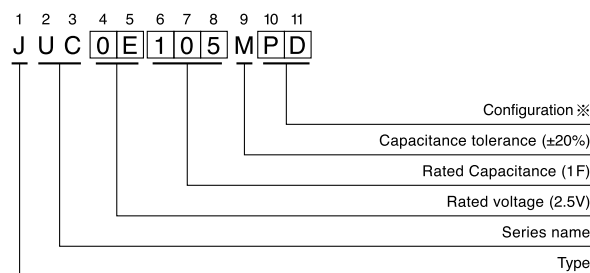 1 2 3 4 5 6 7 8 9 10 11
J U C 0 E 1 0 5 M P D
Configuration ※
Capacitance tolerance (±20%)
Rated Capacitance (1F)
Rated voltage (2.5V)
Series name
Type